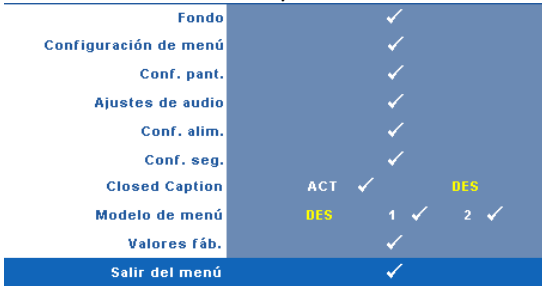 Fondo ✓
Configuración de menú ✓
Conf. pant. ✓
Ajustes de audio ✓
Conf. alim. ✓
Conf. seg. ✓
Closed Caption ACT ✓ DES
Modelo de menú DES 1 ✓ 2 ✓
Valores fáb. ✓
Salir del menú ✓